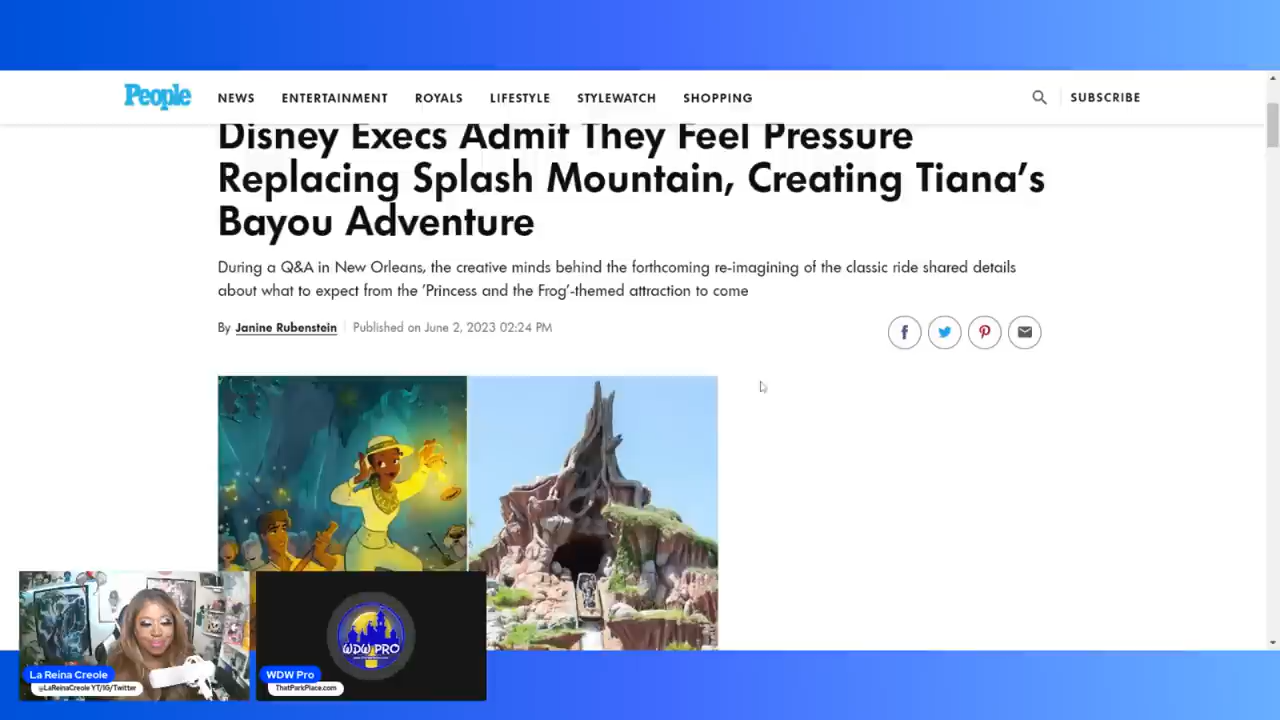 People
NEWS ENTERTAINMENT ROYALS LIFESTYLE STYLEWATCH SHOPPING SUBSCRIBE
Disney Execs Admit They Feel Pressure
Replacing Splash Mountain, Creating Tiana’s
Bayou Adventure
During a Q&A in New Orleans, the creative minds behind the forthcoming re-imagining of the classic ride shared details
about what to expect from the ‘Princess and the Frog’-themed attraction to come
By Janine Rubenstein Published on June 2, 2023 02:24 PM
WDW PRO
La Reina Creole
@LaReinaCreole YT/IG/Twitter
WDW Pro
ThatParkPlace.com